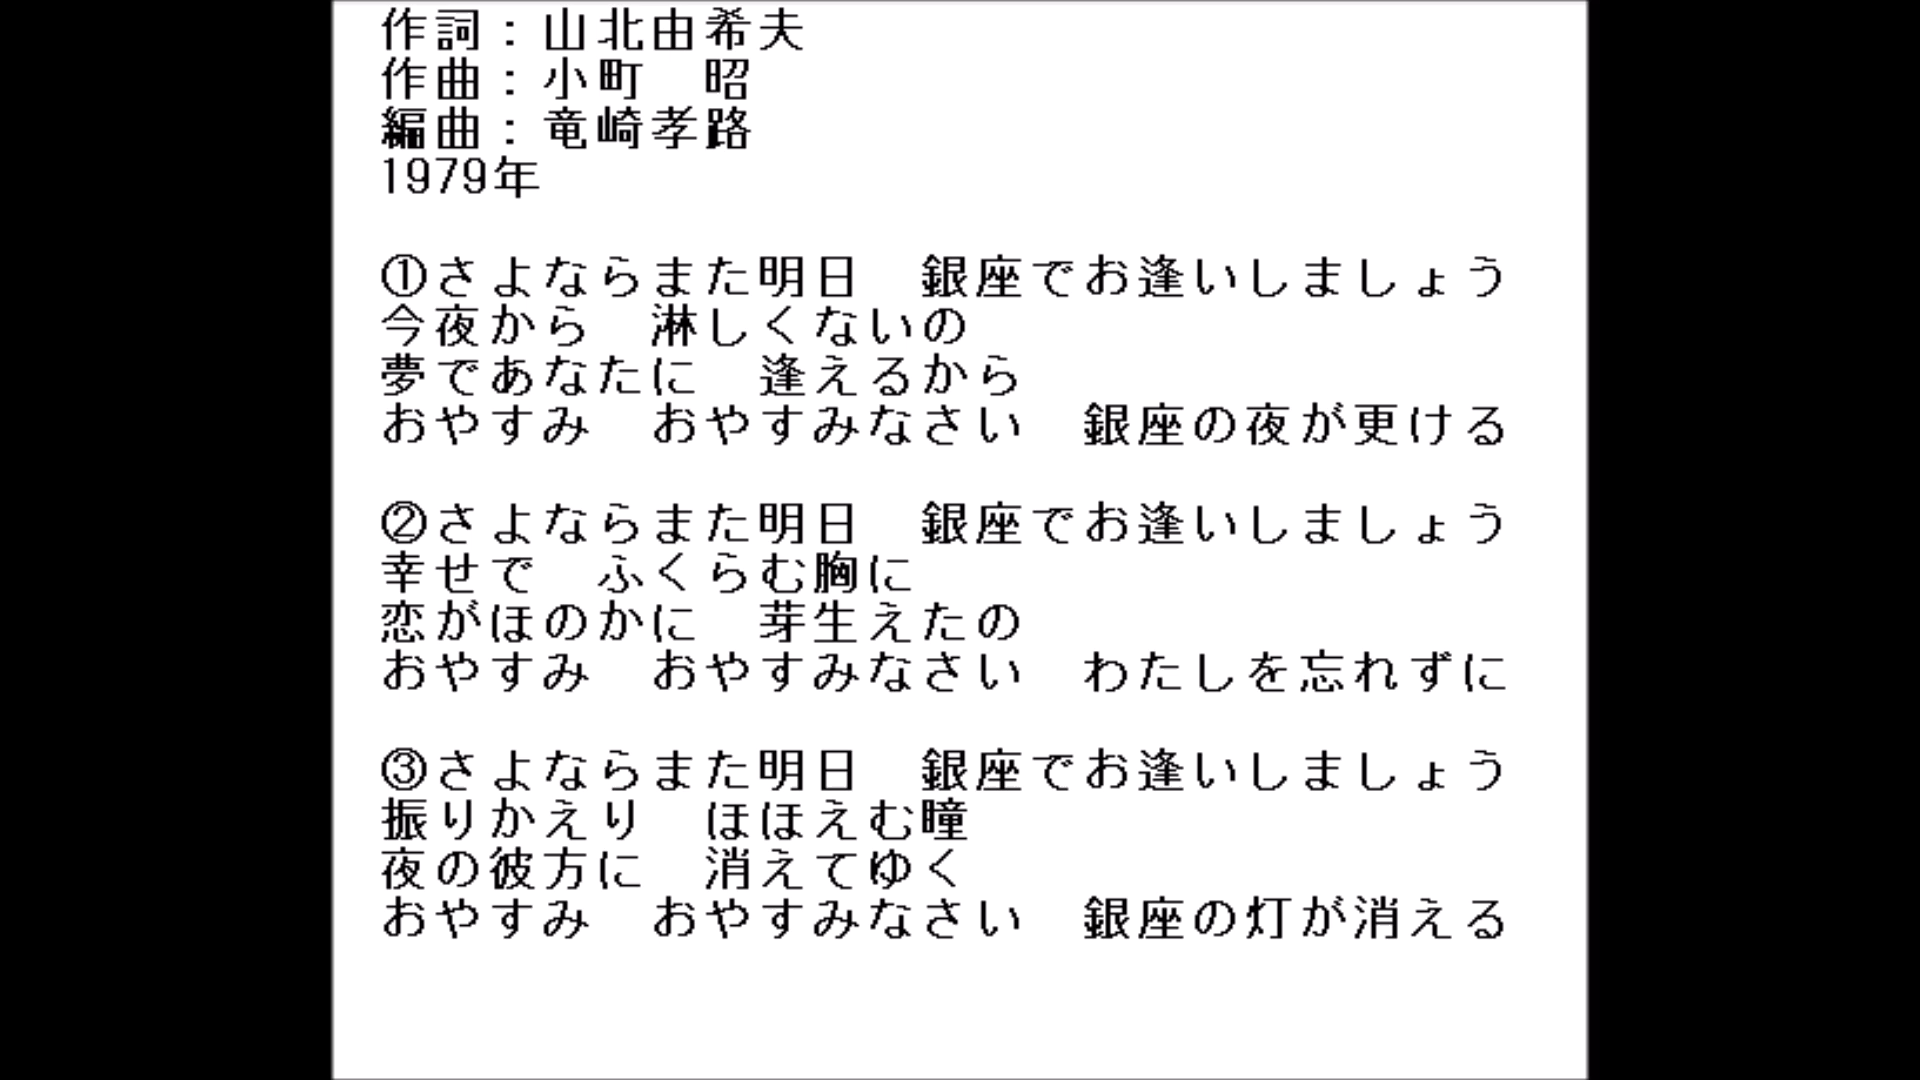 作詞：山北由希夫
作曲：小町　昭
編曲：竜崎孝路
1979年
①さよならまた明日　銀座でお逢いしましょう
今夜から　淋しくないの
夢であなたに　逢えるから
おやすみ　おやすみなさい　銀座の夜が更ける
②さよならまた明日　銀座でお逢いしましょう
幸せで　ふくらむ胸に
恋がほのかに　芽生えたの
おやすみ　おやすみなさい　わたしを忘れずに
③さよならまた明日　銀座でお逢いしましょう
振りかえり　ほほえむ瞳
夜の彼方に　消えてゆく
おやすみ　おやすみなさい　銀座の灯が消える